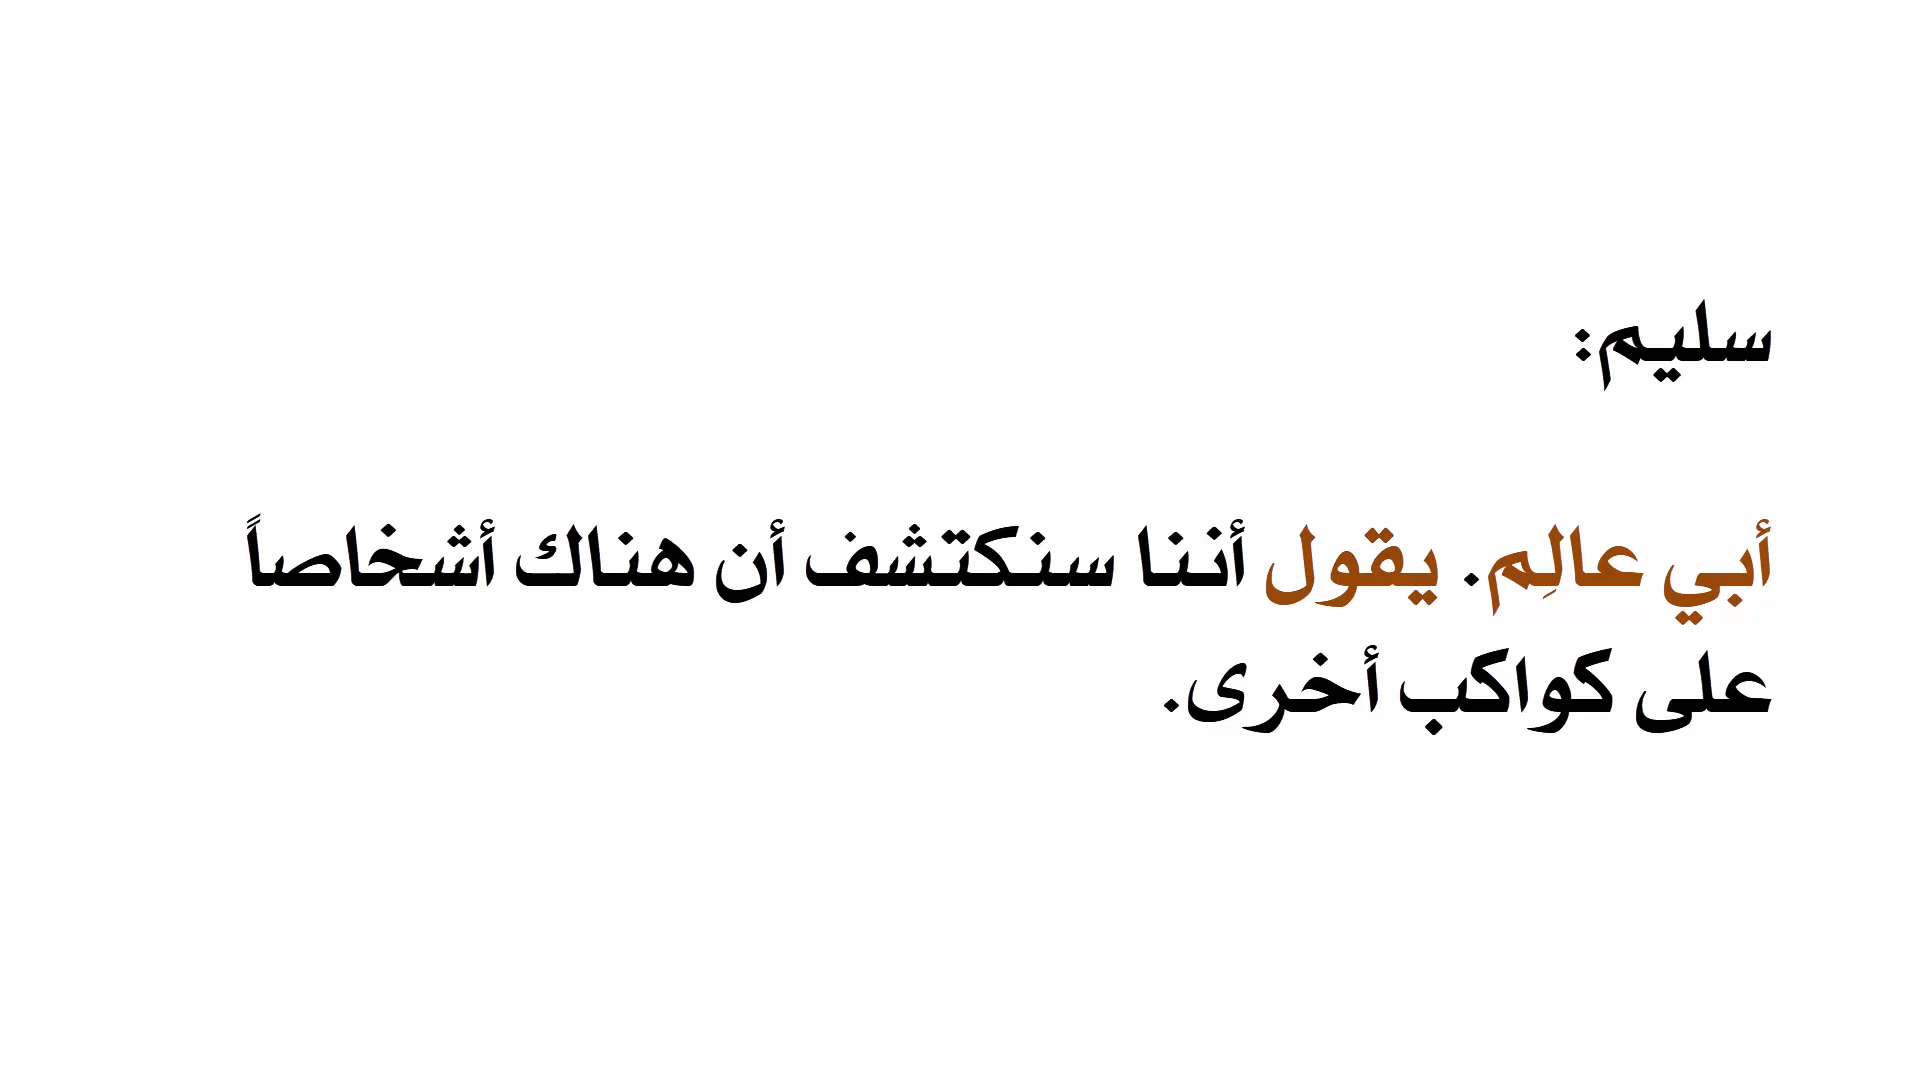 سليم:
أبي عالِم. يقول أننا سنكتشف أن هناك أشخاصاً
على كواكب أخرى.